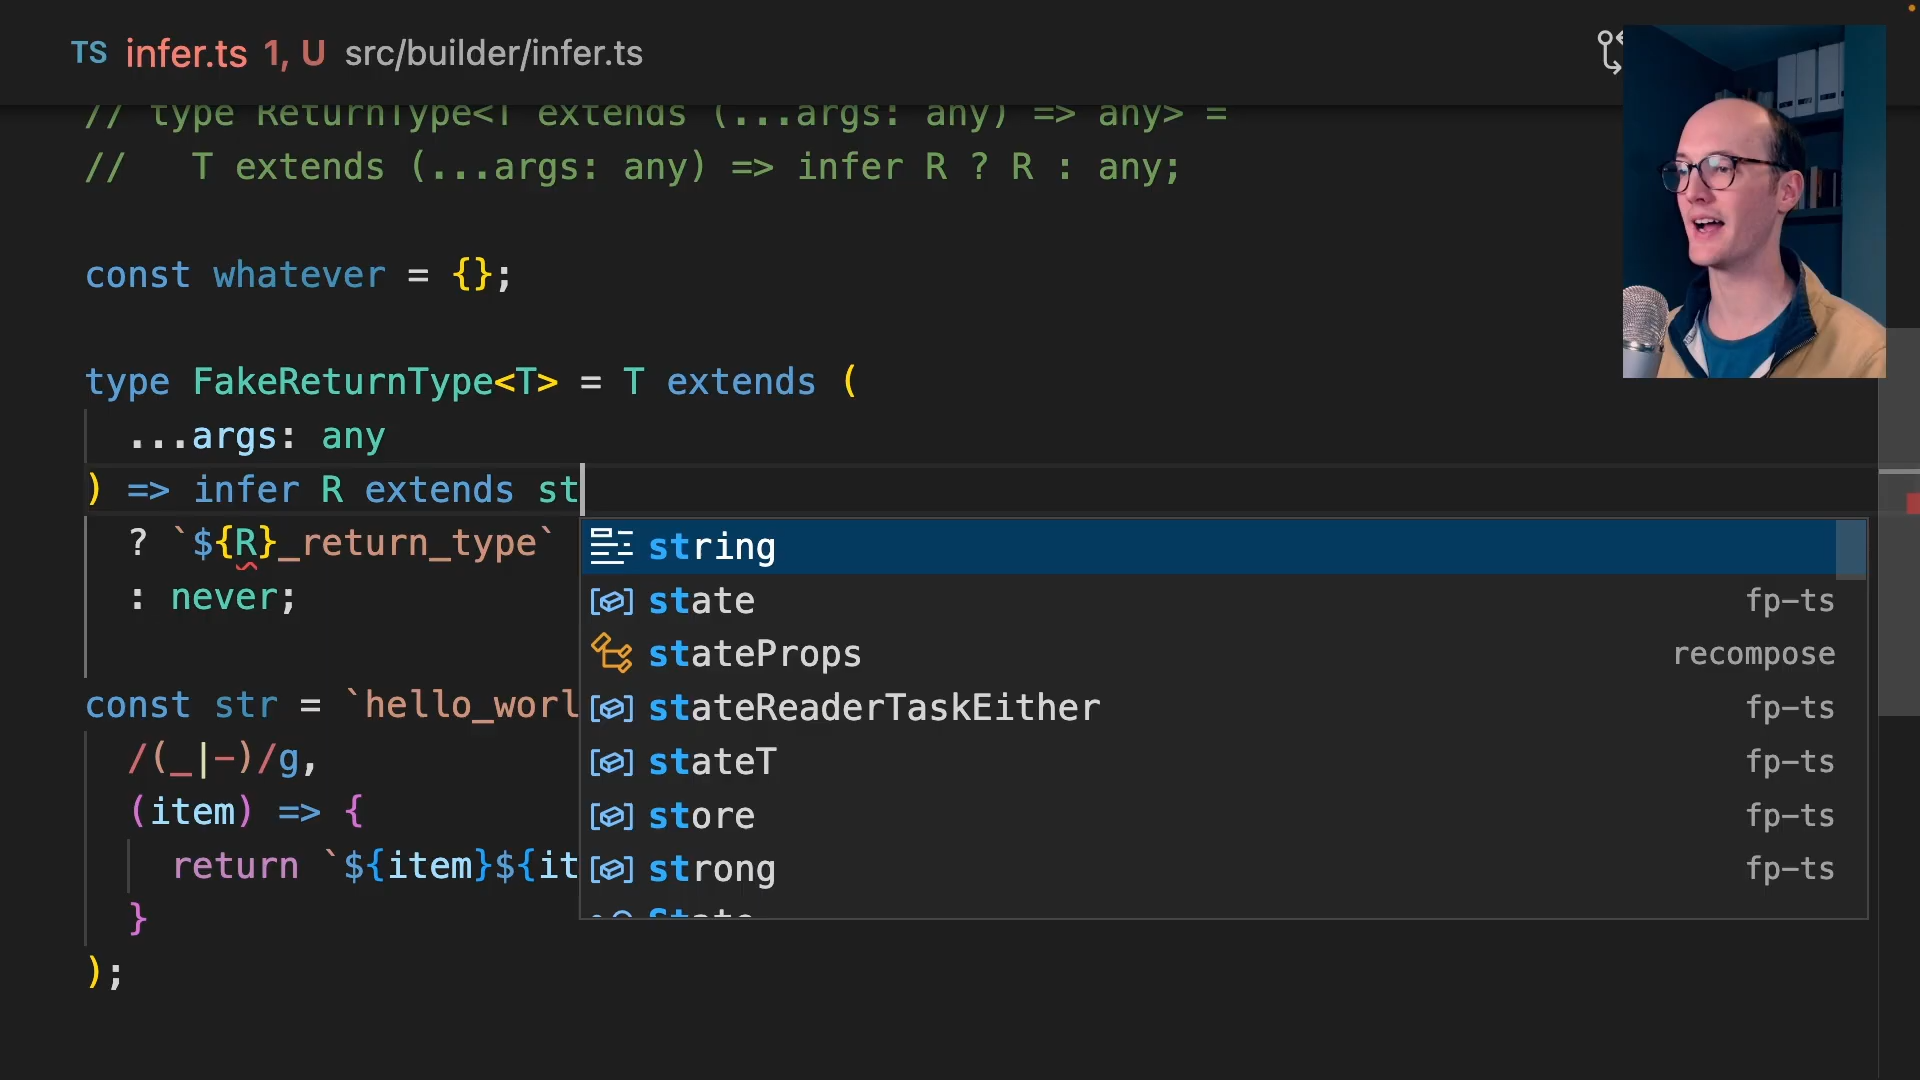 TS infer.ts 1, U src/builder/infer.ts
// type ReturnType<T extends (...args: any) => any> =
//   T extends (...args: any) => infer R ? R : any;
const whatever = {};
type FakeReturnType<T> = T extends (
...args: any
) => infer R extends st
? `${R}_return_type`
: never;
const str = `hello_worl
/(_|-)/g,
(item) => {
return `${item}${it
}
);
string
state fp-ts
stateProps recompose
stateReaderTaskEither fp-ts
stateT fp-ts
store fp-ts
strong fp-ts